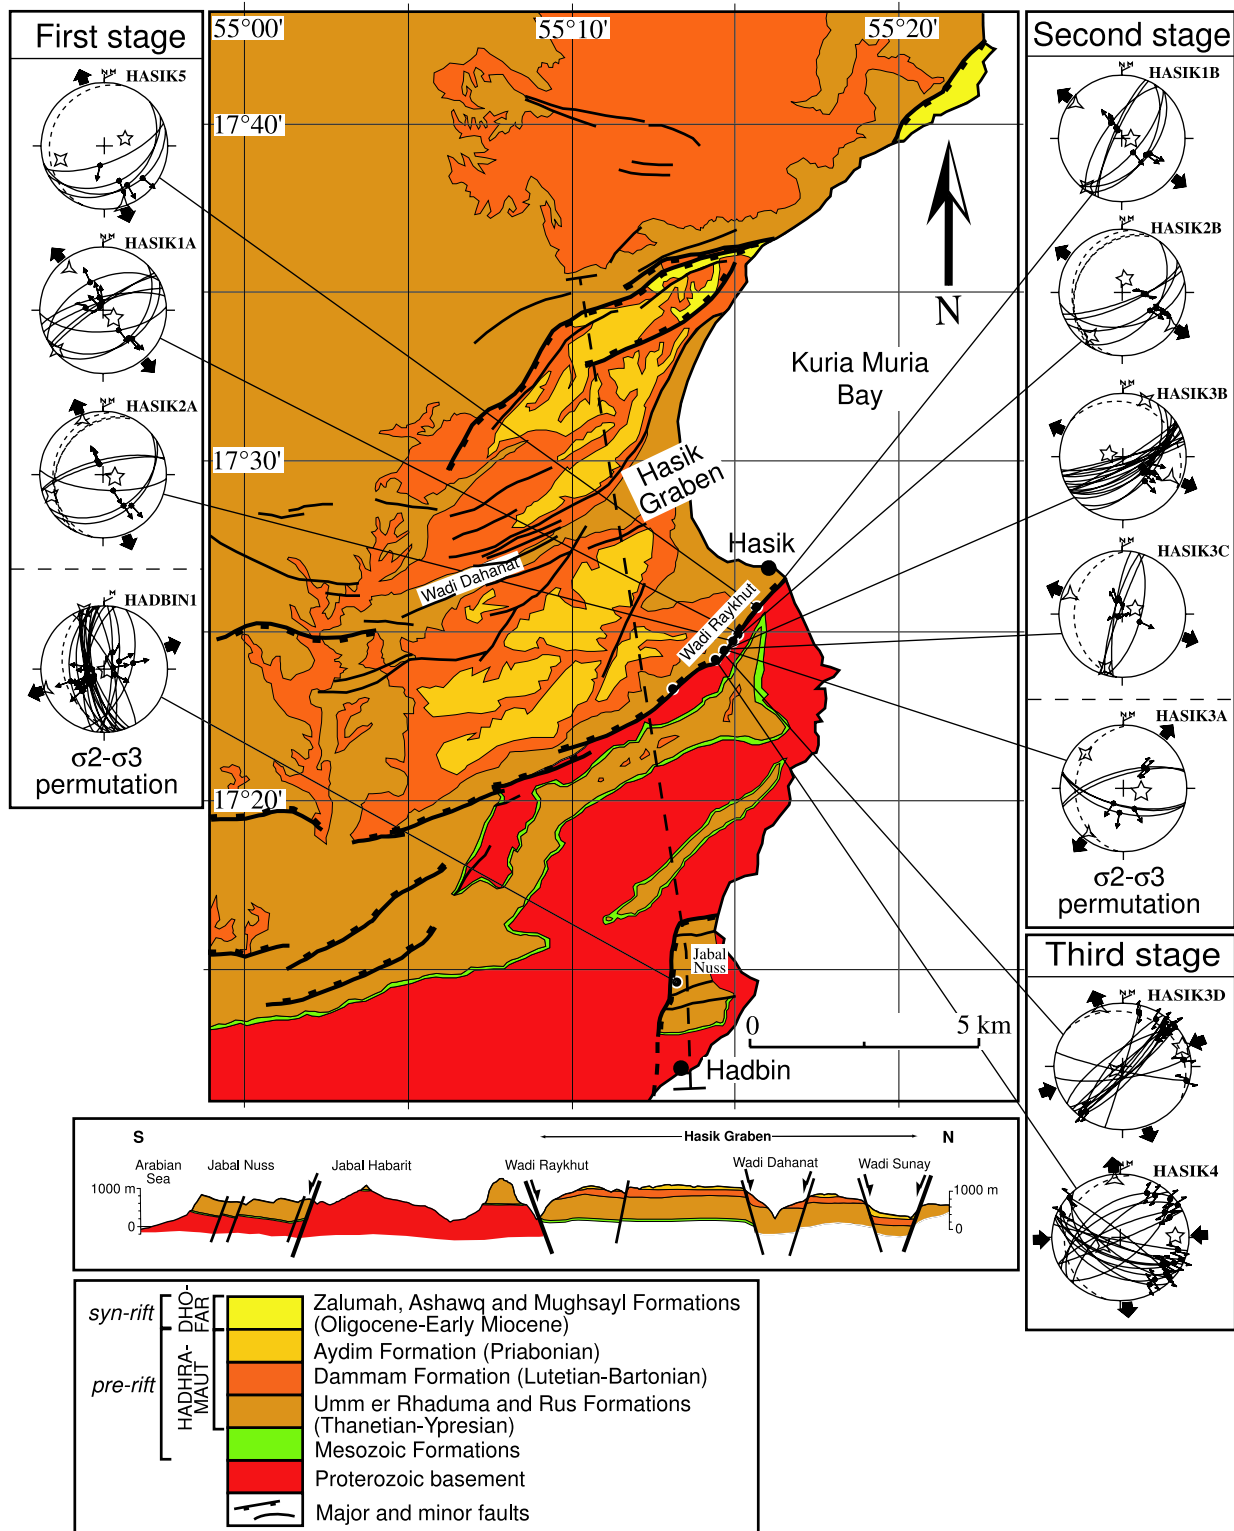 First stage
HASIK5
HASIK1A
HASIK2A
HADBIN1
σ2-σ3
permutation
55°00'
55°10'
55°20'
17°40'
17°30'
17°20'
N
Kuria Muria
Bay
Hasik
Graben
Hasik
Wadi Dahanat
Wadi Raykhut
Jabal
Nuss
0
5 km
Hadbin
Second stage
HASIK1B
HASIK2B
HASIK3B
HASIK3C
HASIK3A
σ2-σ3
permutation
Third stage
HASIK3D
HASIK4
S
Hasik Graben
N
Arabian
Sea
Jabal Nuss
Jabal Habarit
Wadi Raykhut
Wadi Dahanat
Wadi Sunay
1000 m
0
1000 m
0
syn-rift
DHO-
FAR
Zalumah, Ashawq and Mughsayl Formations
(Oligocene-Early Miocene)
pre-rift
HADHRA-
MAUT
Aydim Formation (Priabonian)
Dammam Formation (Lutetian-Bartonian)
Umm er Rhaduma and Rus Formations
(Thanetian-Ypresian)
Mesozoic Formations
Proterozoic basement
Major and minor faults